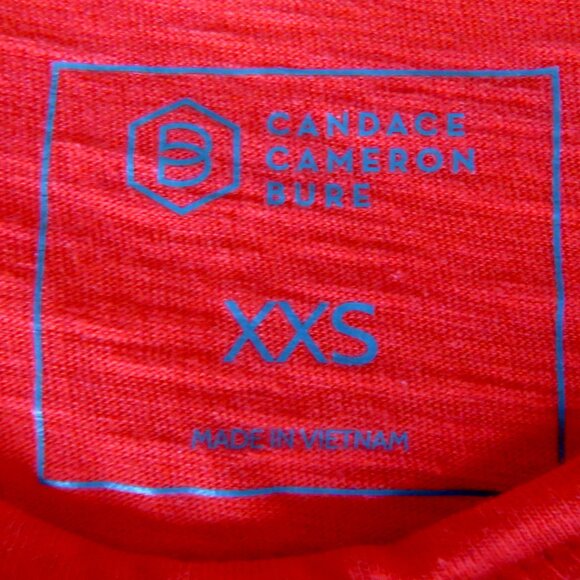 B
CANDACE
CAMERON
BURE
XXS
MADE IN VIETNAM